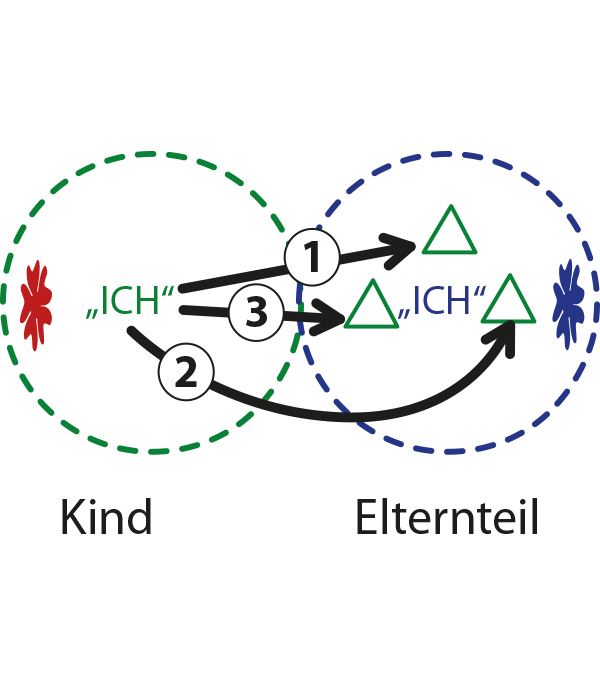 1
„ICH“ 3 „ICH“
2
Kind Elternteil